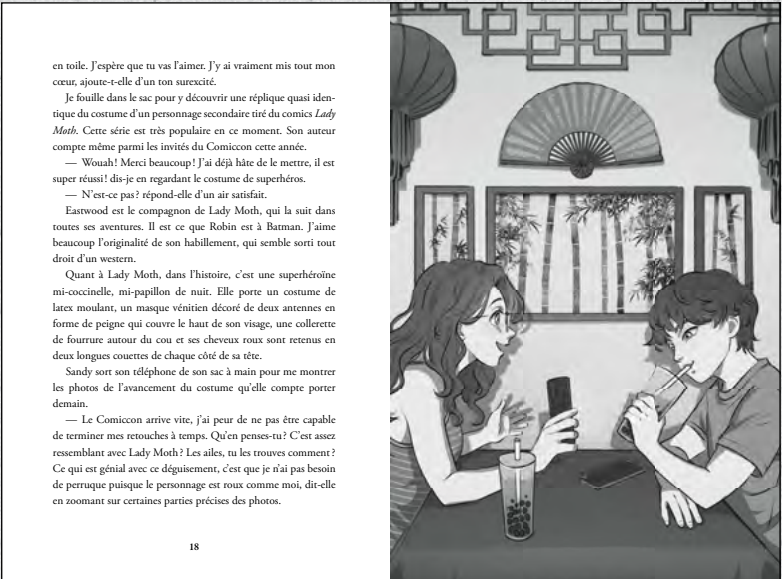 en toile. J'espère que tu vas l'aimer. J'y ai vraiment mis tout mon
cœur, ajoute-t-elle d'un ton surexcité.
Je fouille dans le sac pour y découvrir une réplique quasi iden-
tique du costume d'un personnage secondaire tiré du comics Lady
Moth. Cette série est très populaire en ce moment. Son auteur
compte même parmi les invités du Comiccon cette année.
— Wouah ! Merci beaucoup ! J'ai déjà hâte de le mettre, il est
super réussi ! dis-je en regardant le costume de superhéros.
— N'est-ce pas ? répond-elle d'un air satisfait.
Eastwood est le compagnon de Lady Moth, qui la suit dans
toutes ses aventures. Il est ce que Robin est à Batman. J'aime
beaucoup l'originalité de son habillement, qui semble sorti tout
droit d'un western.
Quant à Lady Moth, dans l'histoire, c'est une superhéroïne
mi-coccinelle, mi-papillon de nuit. Elle porte un costume de
latex moulant, un masque vénitien décoré de deux antennes en
forme de peigne qui couvre le haut de son visage, une collerette
de fourrure autour du cou et ses cheveux roux sont retenus en
deux longues couettes de chaque côté de sa tête.
Sandy sort son téléphone de son sac à main pour me montrer
les photos de l'avancement du costume qu'elle compte porter
demain.
— Le Comiccon arrive vite, j'ai peur de ne pas être capable
de terminer mes retouches à temps. Qu'en penses-tu ? C'est assez
ressemblant avec Lady Moth ? Les ailes, tu les trouves comment ?
Ce qui est génial avec ce déguisement, c'est que je n'ai pas besoin
de perruque puisque le personnage est roux comme moi, dit-elle
en zoomant sur certaines parties précises des photos.
18